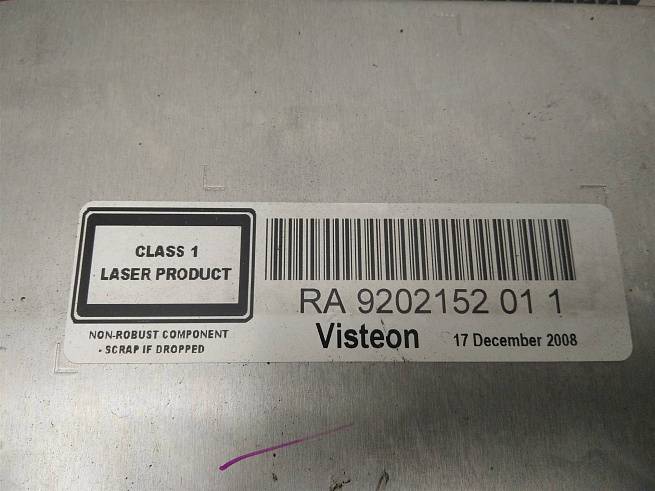 CLASS 1
LASER PRODUCT
NON-ROBUST COMPONENT
- SCRAP IF DROPPED
RA 9202152 01 1
Visteon 17 December 2008